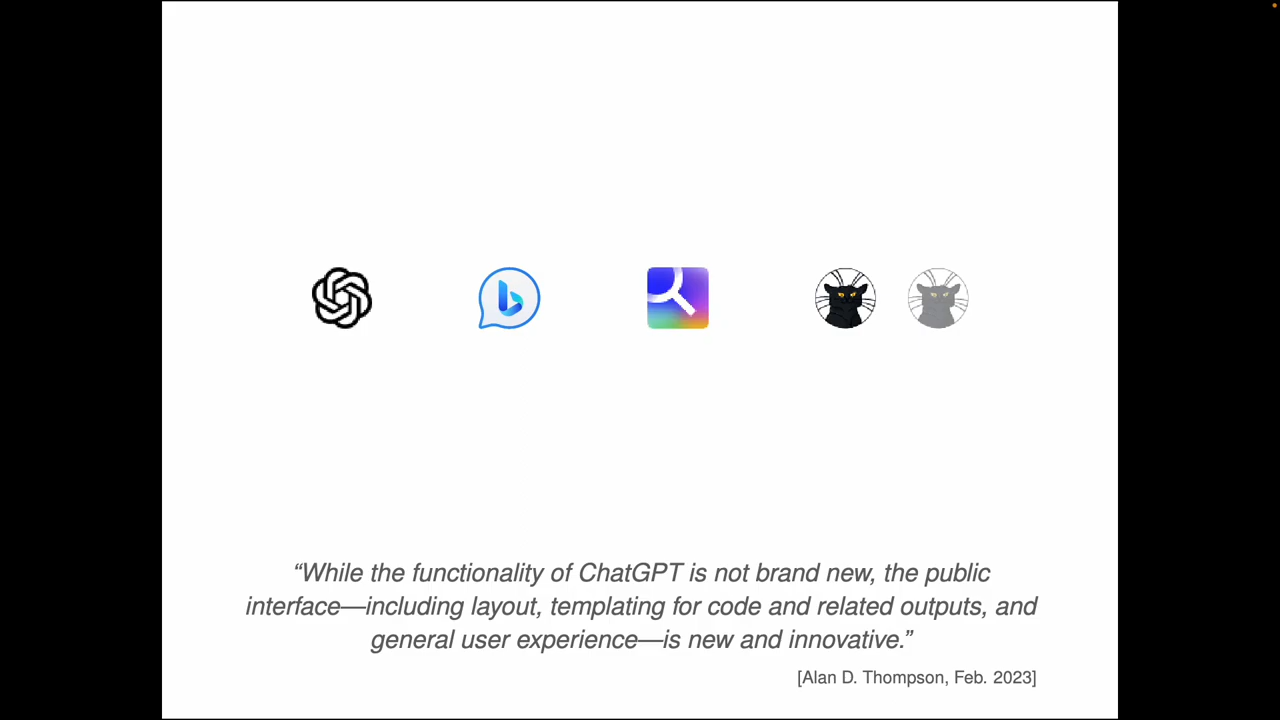 “While the functionality of ChatGPT is not brand new, the public
interface—including layout, templating for code and related outputs, and
general user experience—is new and innovative.”
[Alan D. Thompson, Feb. 2023]